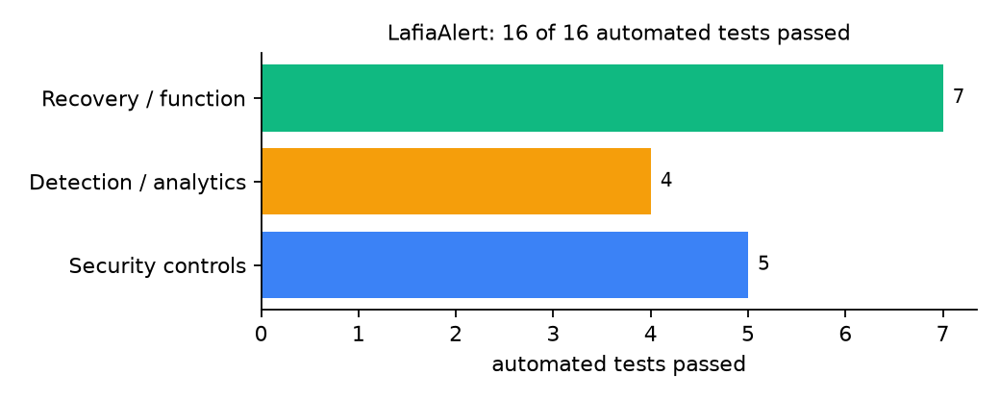 LafiaAlert: 16 of 16 automated tests passed
Recovery / function
7
Detection / analytics
4
Security controls
5
0 1 2 3 4 5 6 7
automated tests passed